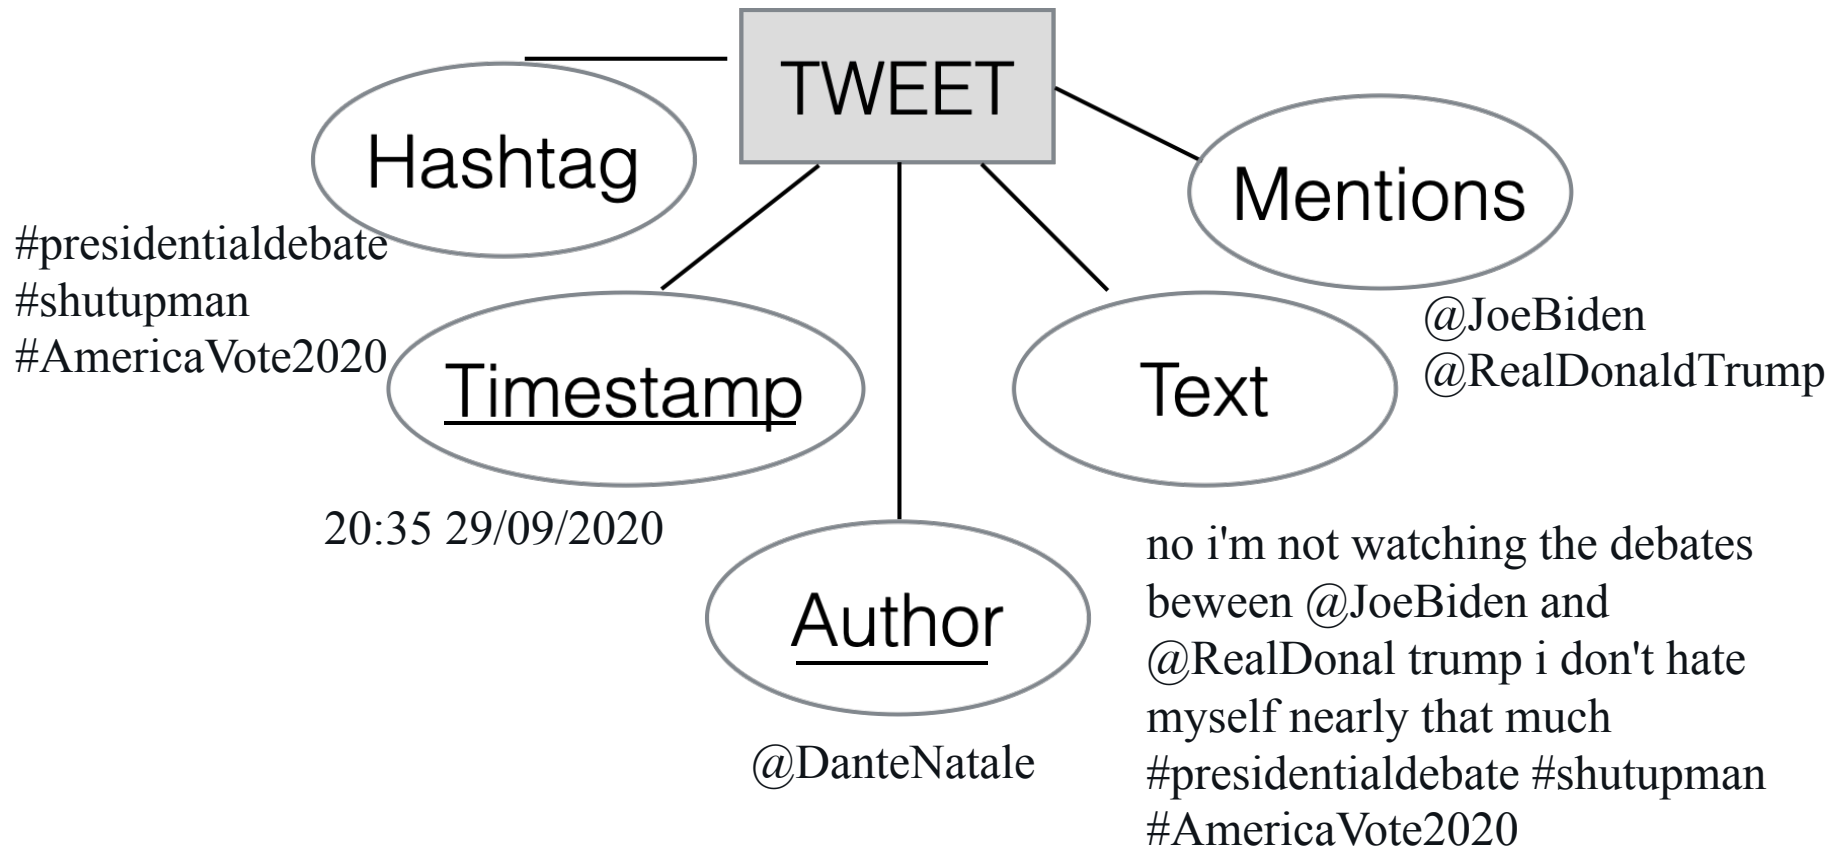 TWEET
Hashtag
Mentions
#presidentialdebate
#shutupman
#AmericaVote2020
@JoeBiden
@RealDonaldTrump
Timestamp
Text
20:35 29/09/2020
Author
@DanteNatale
no i'm not watching the debates
beween @JoeBiden and
@RealDonal trump i don't hate
myself nearly that much
#presidentialdebate #shutupman
#AmericaVote2020